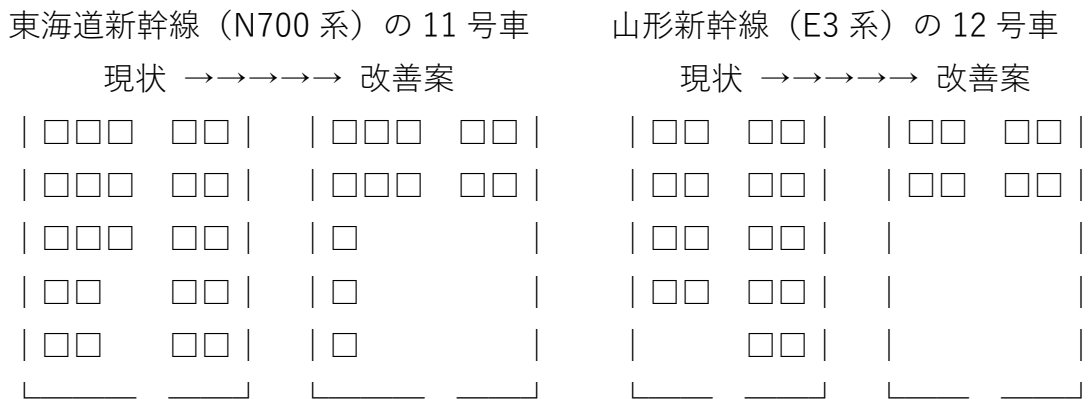 東海道新幹線（N700 系）の 11 号車　　山形新幹線（E3 系）の 12 号車
現状 →→→→→ 改善案　　現状 →→→→→ 改善案
｜□□□　□□｜　｜□□□　□□｜　　｜□□　□□｜　｜□□　□□｜
｜□□□　□□｜　｜□□□　□□｜　　｜□□　□□｜　｜□□　□□｜
｜□□□　□□｜　｜□　　　　　｜　　｜□□　□□｜　｜　　　　　｜
｜□□　　□□｜　｜□　　　　　｜　　｜□□　□□｜　｜　　　　　｜
｜□□　　□□｜　｜□　　　　　｜　　｜　　　□□｜　｜　　　　　｜
└───　──┘　└───　──┘　　└──　──┘　└──　──┘